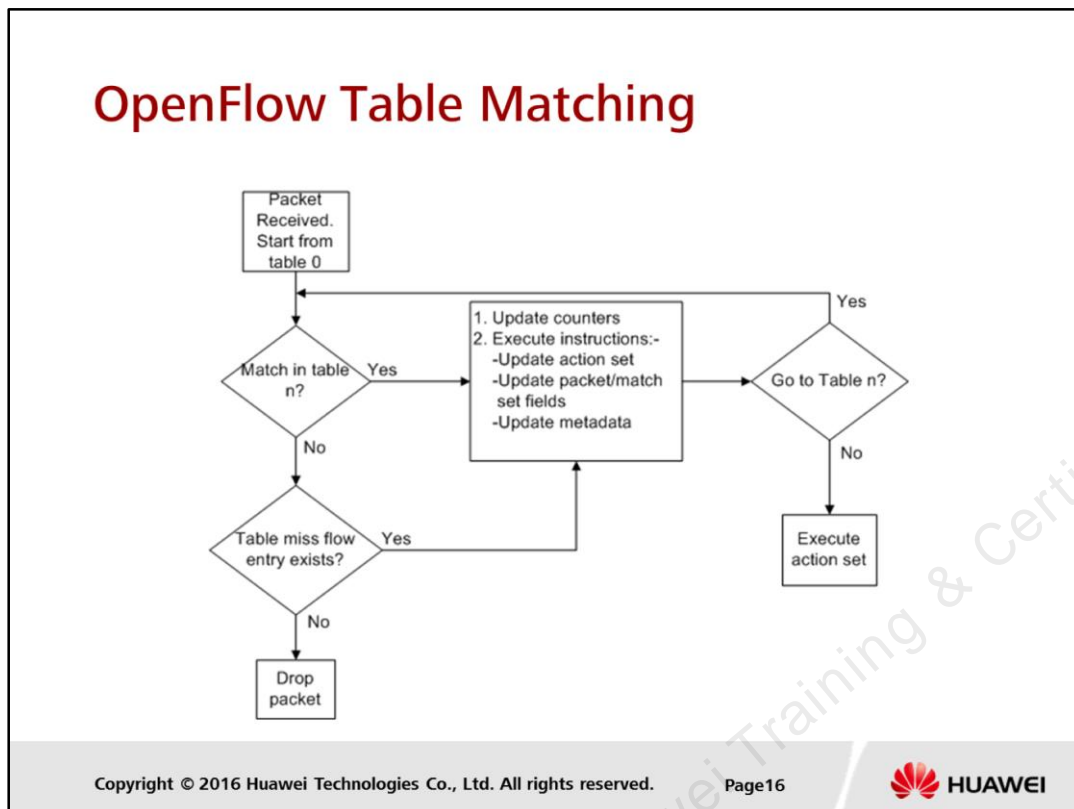 OpenFlow Table Matching
Packet
Received.
Start from
table 0
Yes
1. Update counters
2. Execute instructions:-
-Update action set
-Update packet/match
set fields
-Update metadata
Match in table
n?
Yes
Go to Table n?
No
No
Table miss flow
entry exists?
Yes
Execute
action set
No
Drop
packet
Training & Certi
Copyright © 2016 Huawei Technologies Co., Ltd. All rights reserved.
Page16
HUAWEI